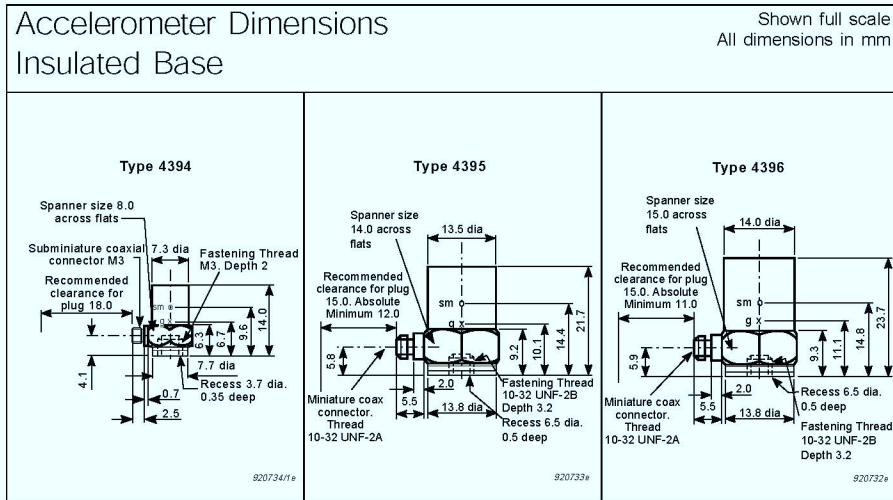 Accelerometer Dimensions
Insulated Base
Shown full scale
All dimensions in mm
Type 4394
Spanner size 8.0
across flats
Subminiature coaxial
connector M3
7.3 dia
Fastening Thread
M3. Depth 2
Recommended
clearance for
plug 18.0
sm
g x
6.3
6.7
9.6
14.0
4.1
7.7 dia
Recess 3.7 dia.
0.35 deep
0.7
2.5
920734/1e
Type 4395
Spanner size
14.0 across
flats
13.5 dia
Recommended
clearance for plug
15.0. Absolute
Minimum 12.0
sm
g x
9.2
10.1
14.4
21.7
5.8
2.0
Fastening Thread
10-32 UNF-2B
Depth 3.2
Miniature coax
connector.
Thread
10-32 UNF-2A
5.5
13.8 dia
Recess 6.5 dia.
0.5 deep
920733e
Type 4396
Spanner size
15.0 across
flats
14.0 dia
Recommended
clearance for plug
15.0. Absolute
Minimum 11.0
sm
g x
9.3
11.1
14.8
23.7
5.9
2.0
Recess 6.5 dia.
0.5 deep
Miniature coax
connector.
Thread
10-32 UNF-2A
5.5
13.8 dia
Fastening Thread
10-32 UNF-2B
Depth 3.2
920732e